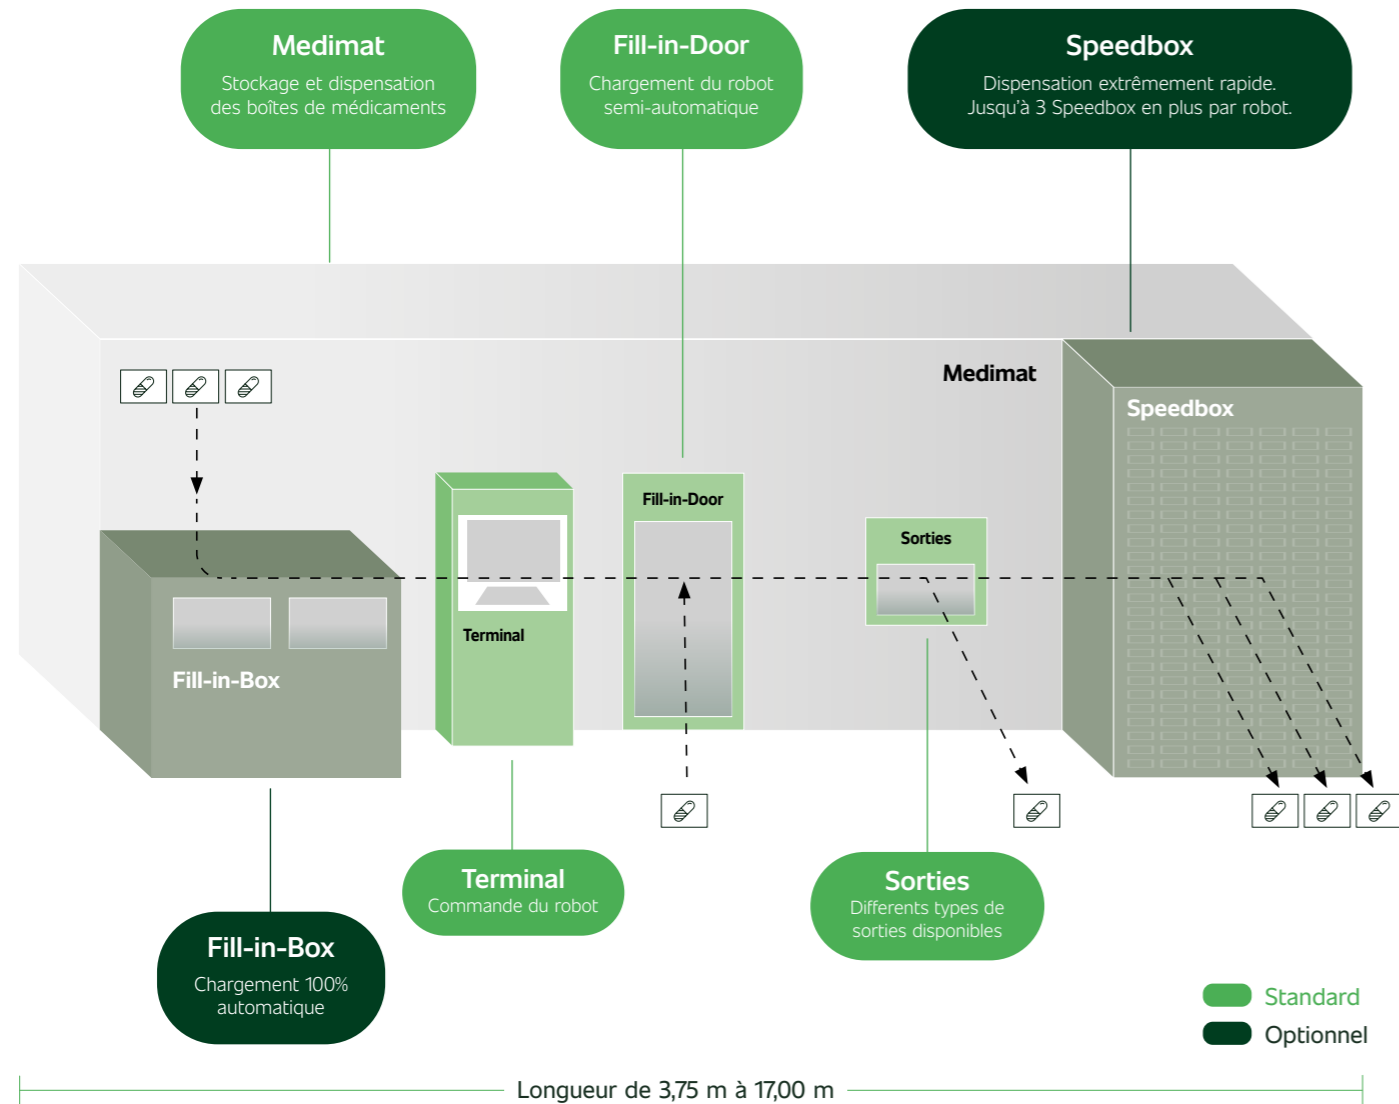 Medimat
Stockage et dispensation
des boîtes de médicaments
Fill-in-Door
Chargement du robot
semi-automatique
Speedbox
Dispensation extrêmement rapide.
Jusqu'à 3 Speedbox en plus par robot.
Medimat
Speedbox
Fill-in-Door
Sorties
Terminal
Fill-in-Box
Terminal
Commande du robot
Sorties
Differents types de
sorties disponibles
Fill-in-Box
Chargement 100%
automatique
Standard
Optionnel
Longueur de 3,75 m à 17,00 m